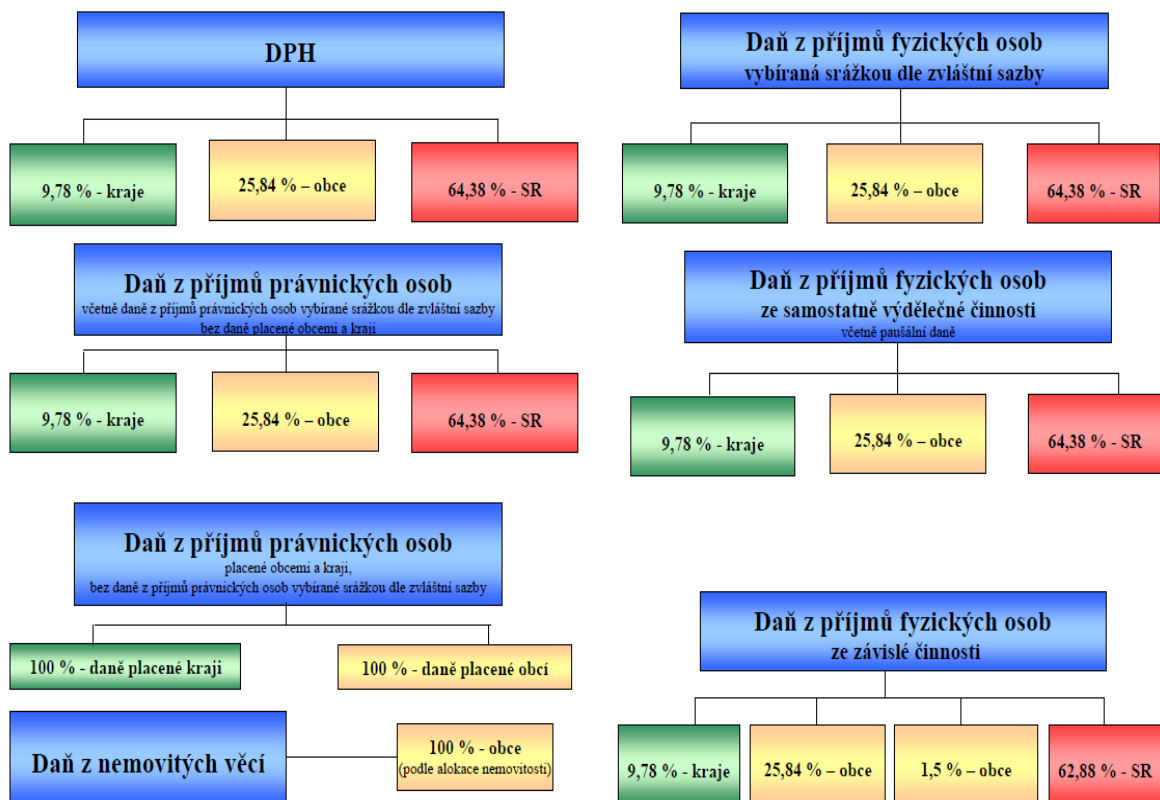 DPH
9,78 % - kraje
25,84 % – obce
64,38 % - SR
Daň z příjmů fyzických osob
vybíraná srážkou dle zvláštní sazby
9,78 % - kraje
25,84 % – obce
64,38 % - SR
Daň z příjmů právnických osob
včetně daně z příjmů právnických osob vybírané srážkou dle zvláštní sazby
bez daně placené obcemi a kraji
9,78 % - kraje
25,84 % – obce
64,38 % - SR
Daň z příjmů fyzických osob
ze samostatně výdělečné činnosti
včetně paušální daně
9,78 % - kraje
25,84 % – obce
64,38 % - SR
Daň z příjmů právnických osob
placené obcemi a kraji,
bez daně z příjmů právnických osob vybírané srážkou dle zvláštní sazby
100 % - daně placené kraji
100 % - daně placené obcí
Daň z příjmů fyzických osob
ze závislé činnosti
9,78 % - kraje
25,84 % – obce
1,5 % – obce
62,88 % - SR
Daň z nemovitých věcí
100 % - obce
(podle alokace nemovitosti)